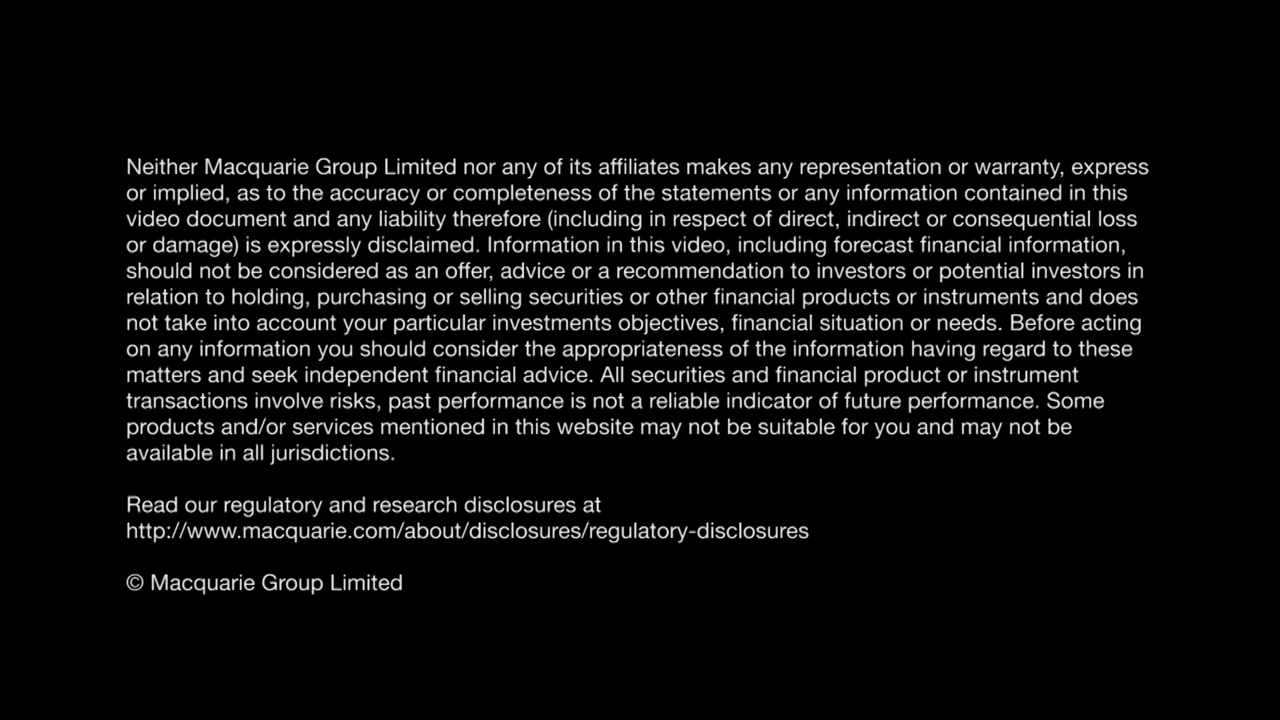 Neither Macquarie Group Limited nor any of its affiliates makes any representation or warranty, express
or implied, as to the accuracy or completeness of the statements or any information contained in this
video document and any liability therefore (including in respect of direct, indirect or consequential loss
or damage) is expressly disclaimed. Information in this video, including forecast financial information,
should not be considered as an offer, advice or a recommendation to investors or potential investors in
relation to holding, purchasing or selling securities or other financial products or instruments and does
not take into account your particular investments objectives, financial situation or needs. Before acting
on any information you should consider the appropriateness of the information having regard to these
matters and seek independent financial advice. All securities and financial product or instrument
transactions involve risks, past performance is not a reliable indicator of future performance. Some
products and/or services mentioned in this website may not be suitable for you and may not be
available in all jurisdictions.
Read our regulatory and research disclosures at
http://www.macquarie.com/about/disclosures/regulatory-disclosures
© Macquarie Group Limited